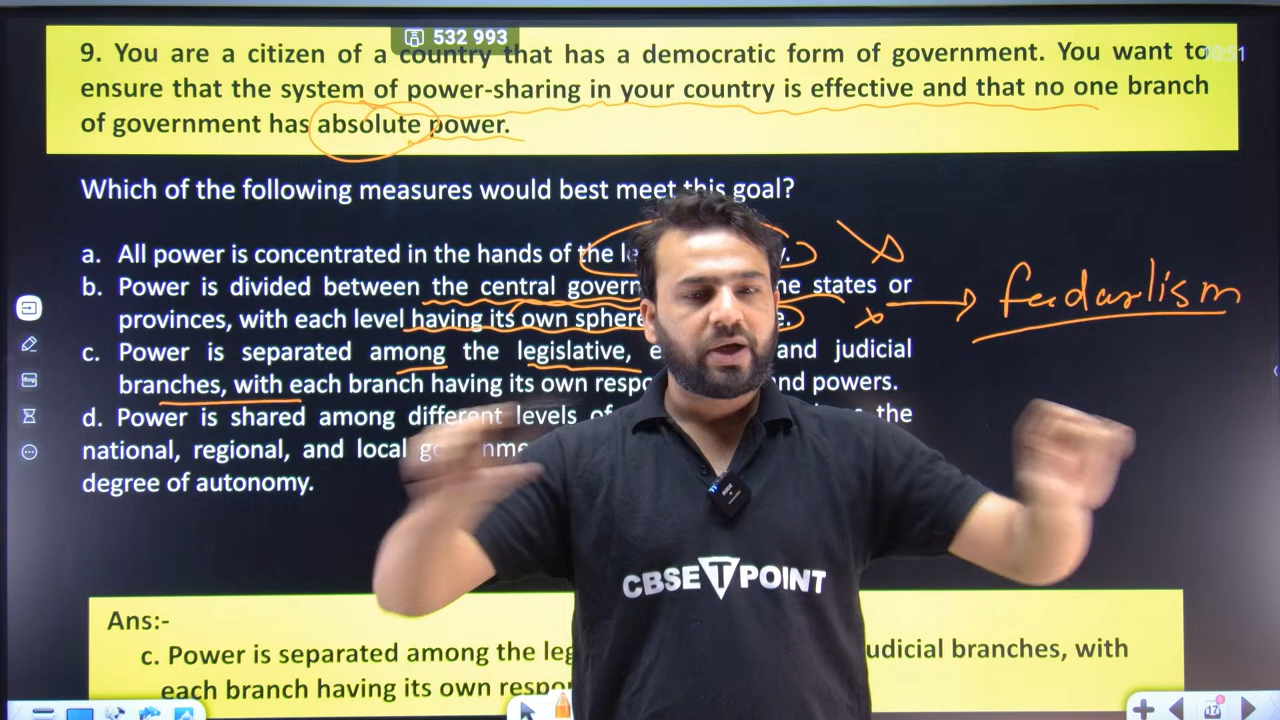 532 993
10:51
9. You are a citizen of a country that has a democratic form of government. You want to
ensure that the system of power-sharing in your country is effective and that no one branch
of government has absolute power.
Which of the following measures would best meet this goal?
a. All power is concentrated in the hands of the
b. Power is divided between the central states or
provinces, with each level having its own
c. Power is separated among the legislative, and judicial
branches, with each branch having its own and powers.
d. Power is shared among different levels of the
national, regional, and local
degree of autonomy.
fedarlism
CBSE POINT
Ans:-
c. Power is separated among the judicial branches, with
each branch having its own
17